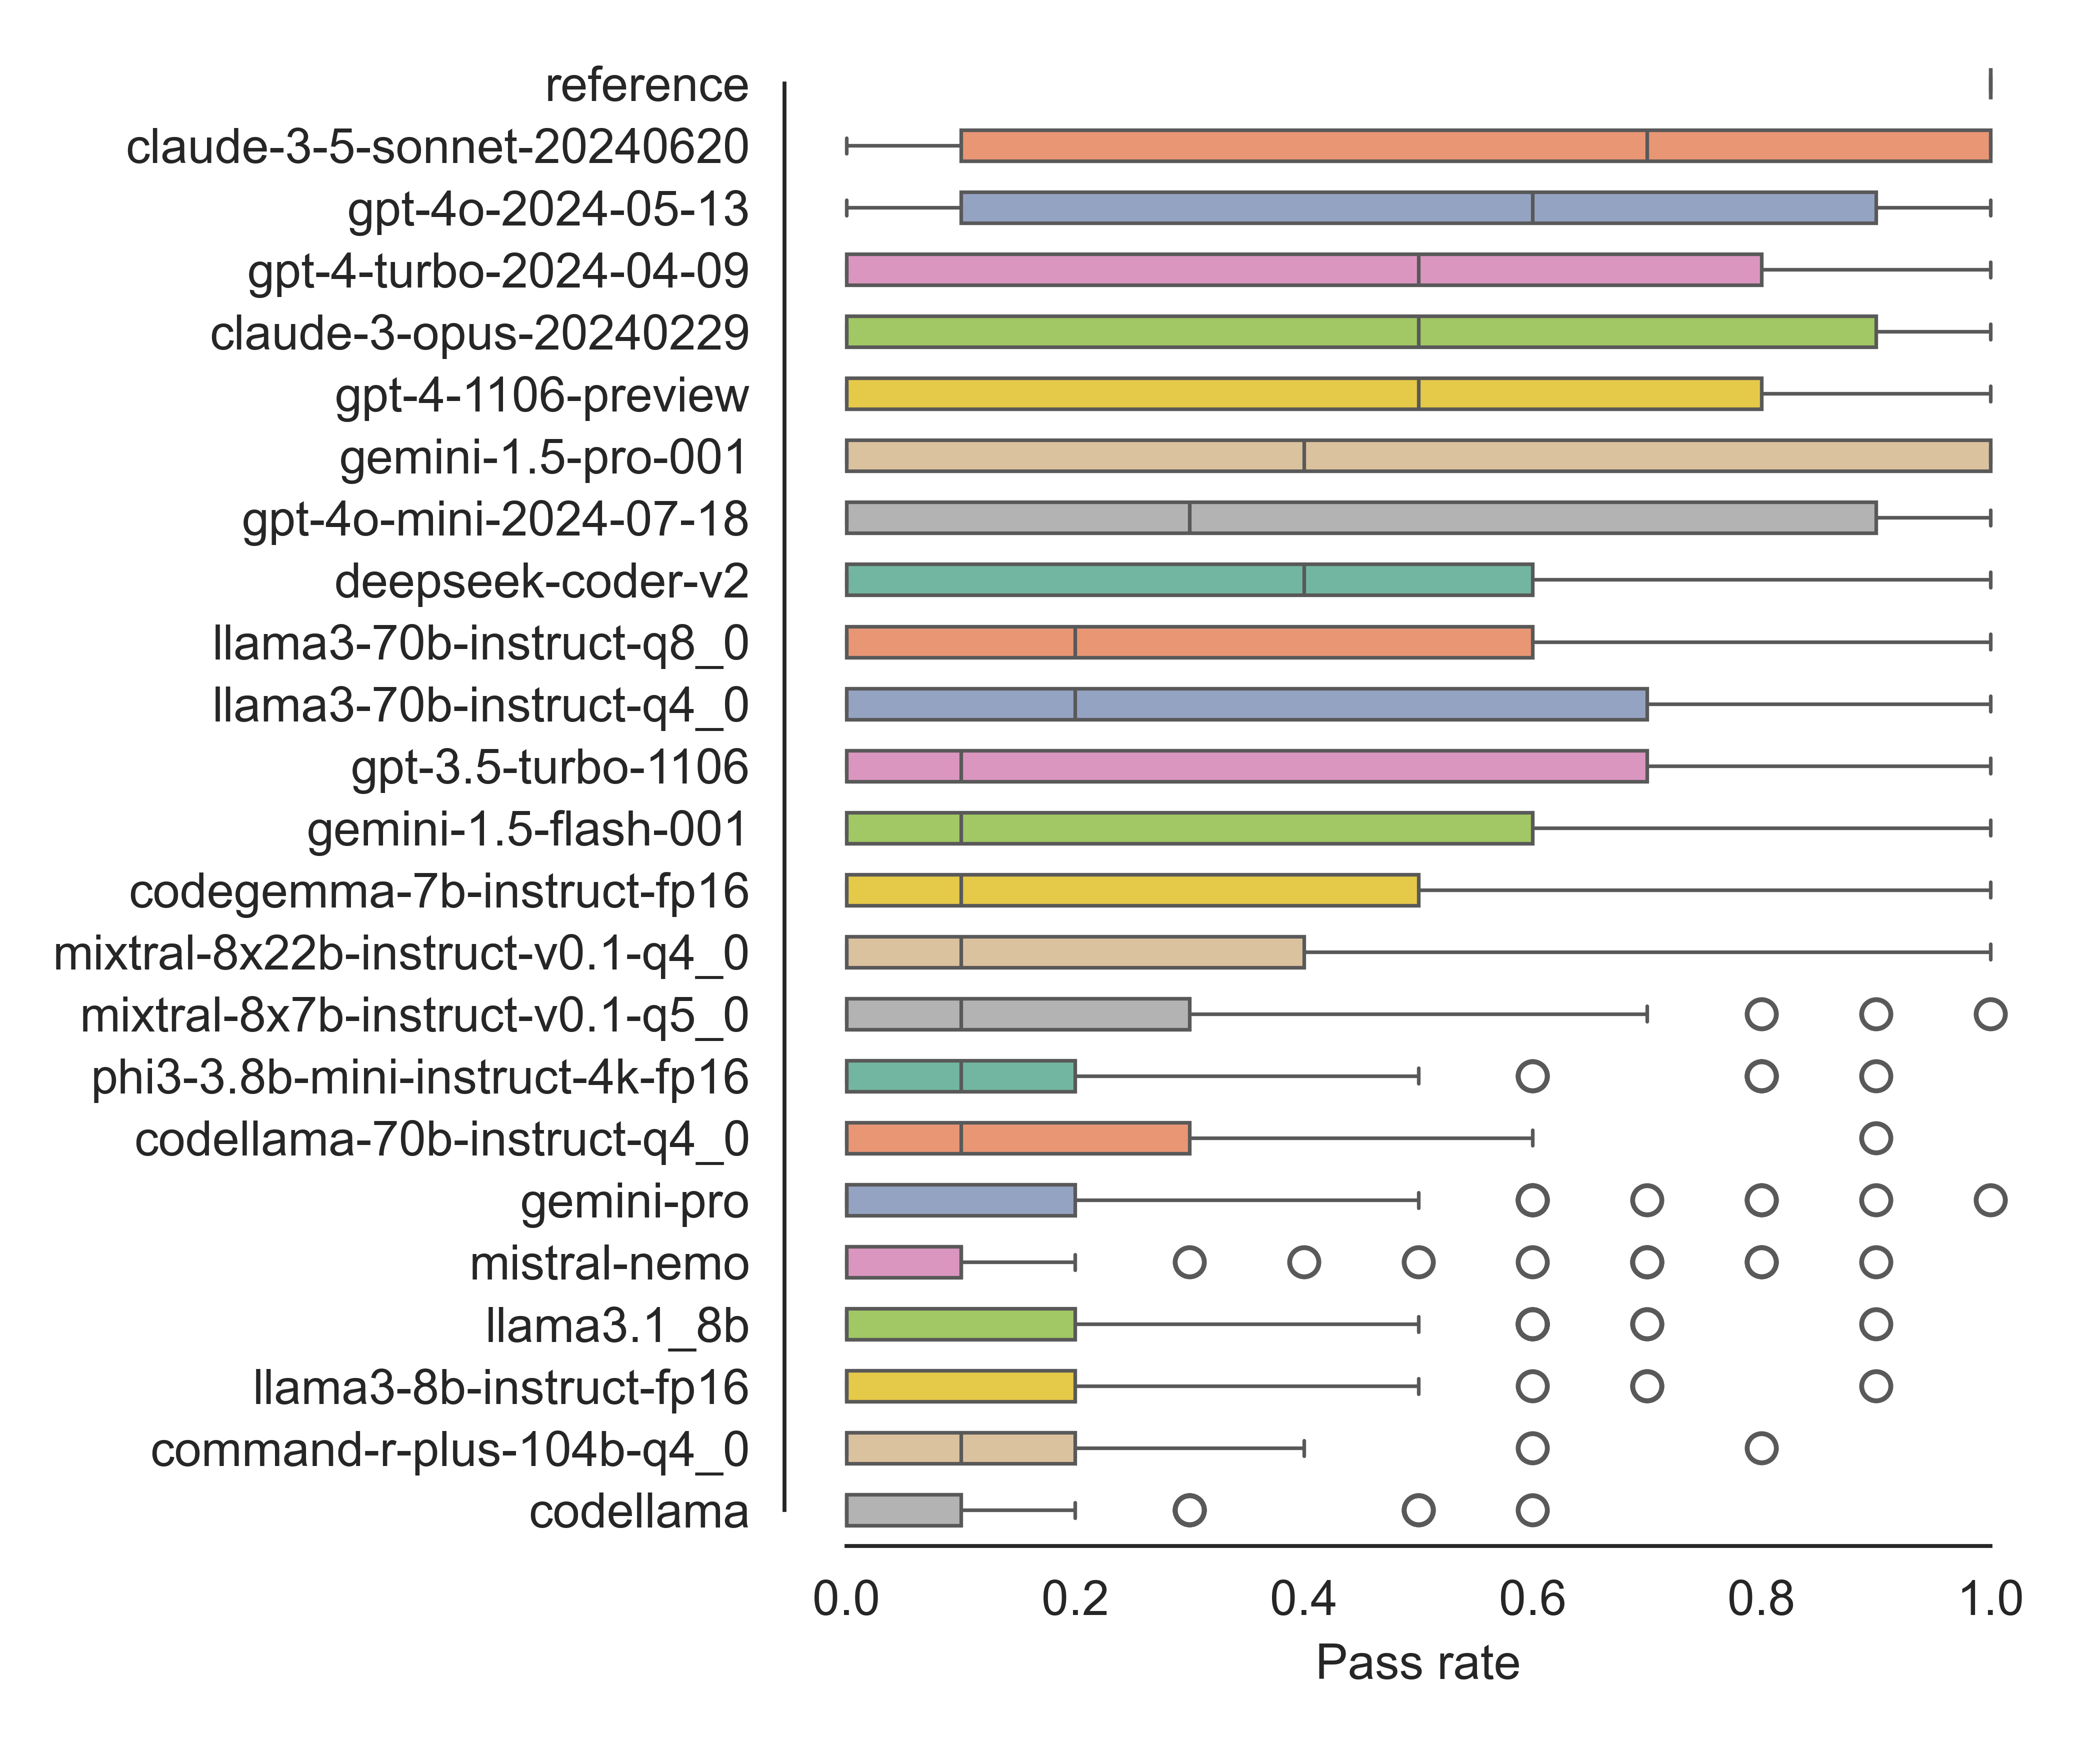 reference
claude-3-5-sonnet-20240620
gpt-4o-2024-05-13
gpt-4-turbo-2024-04-09
claude-3-opus-20240229
gpt-4-1106-preview
gemini-1.5-pro-001
gpt-4o-mini-2024-07-18
deepseek-coder-v2
llama3-70b-instruct-q8_0
llama3-70b-instruct-q4_0
gpt-3.5-turbo-1106
gemini-1.5-flash-001
codegemma-7b-instruct-fp16
mixtral-8x22b-instruct-v0.1-q4_0
mixtral-8x7b-instruct-v0.1-q5_0
phi3-3.8b-mini-instruct-4k-fp16
codellama-70b-instruct-q4_0
gemini-pro
mistral-nemo
llama3.1_8b
llama3-8b-instruct-fp16
command-r-plus-104b-q4_0
codellama
0.0 0.2 0.4 0.6 0.8 1.0
Pass rate